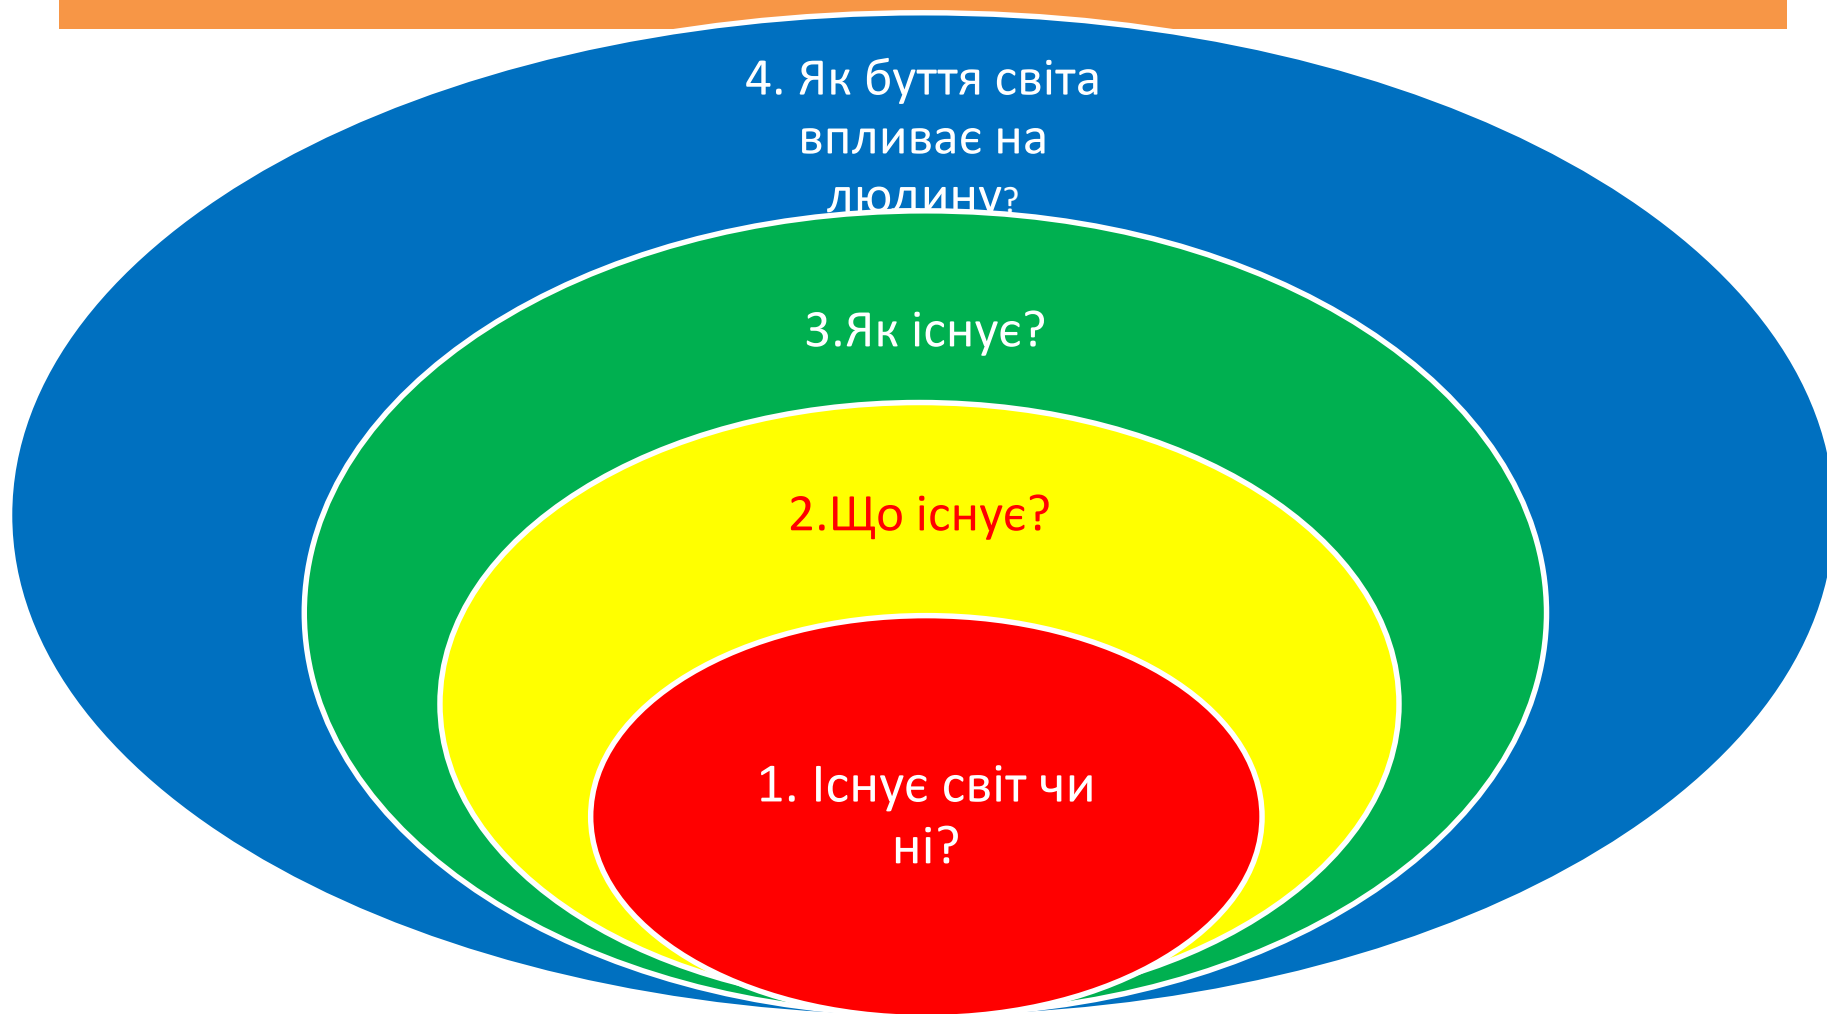 4. Як буття світа
впливає на
людину?
3.Як існує?
2.Що існує?
1. Існує світ чи
ні?